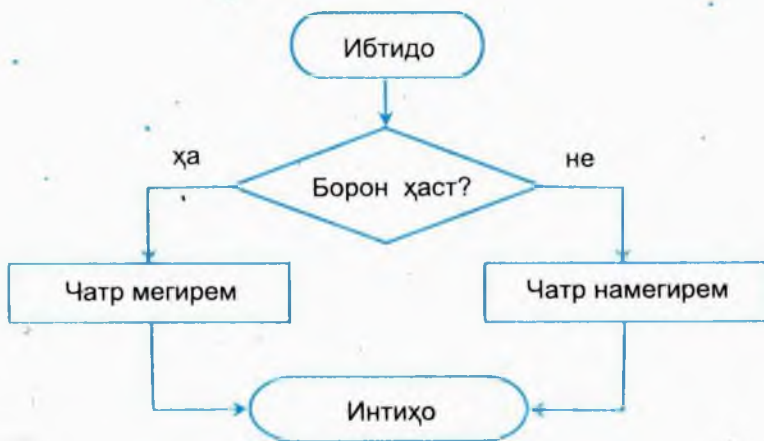 Ибтидо
ҳа
не
Борон ҳаст?
Чатр мегирем
Чатр намегирем
Интиҳо